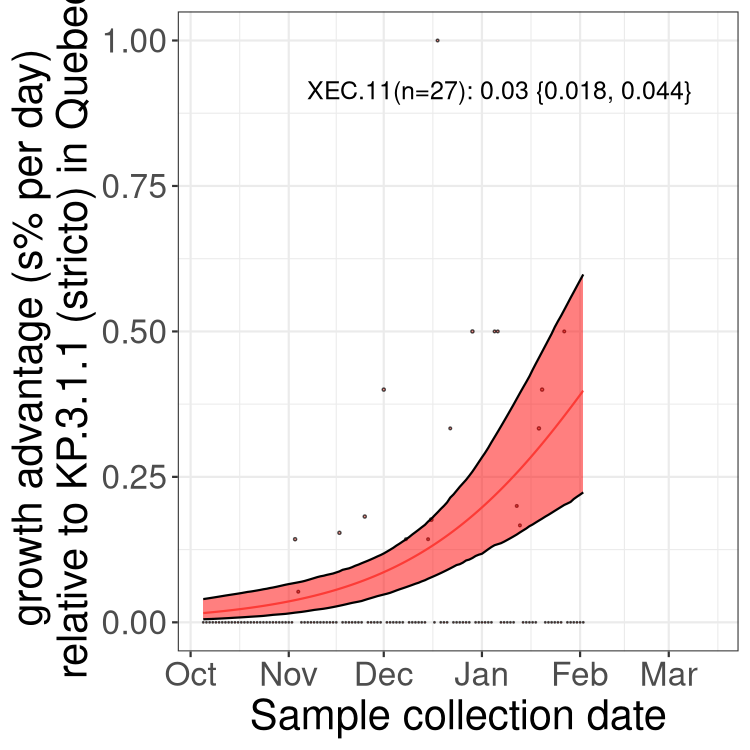 growth advantage (s% per day)
relative to KP.3.1.1 (stricto) in Quebec
1.00
0.75
0.50
0.25
0.00
XEC.11(n=27): 0.03 {0.018, 0.044}
Oct Nov Dec Jan Feb Mar
Sample collection date